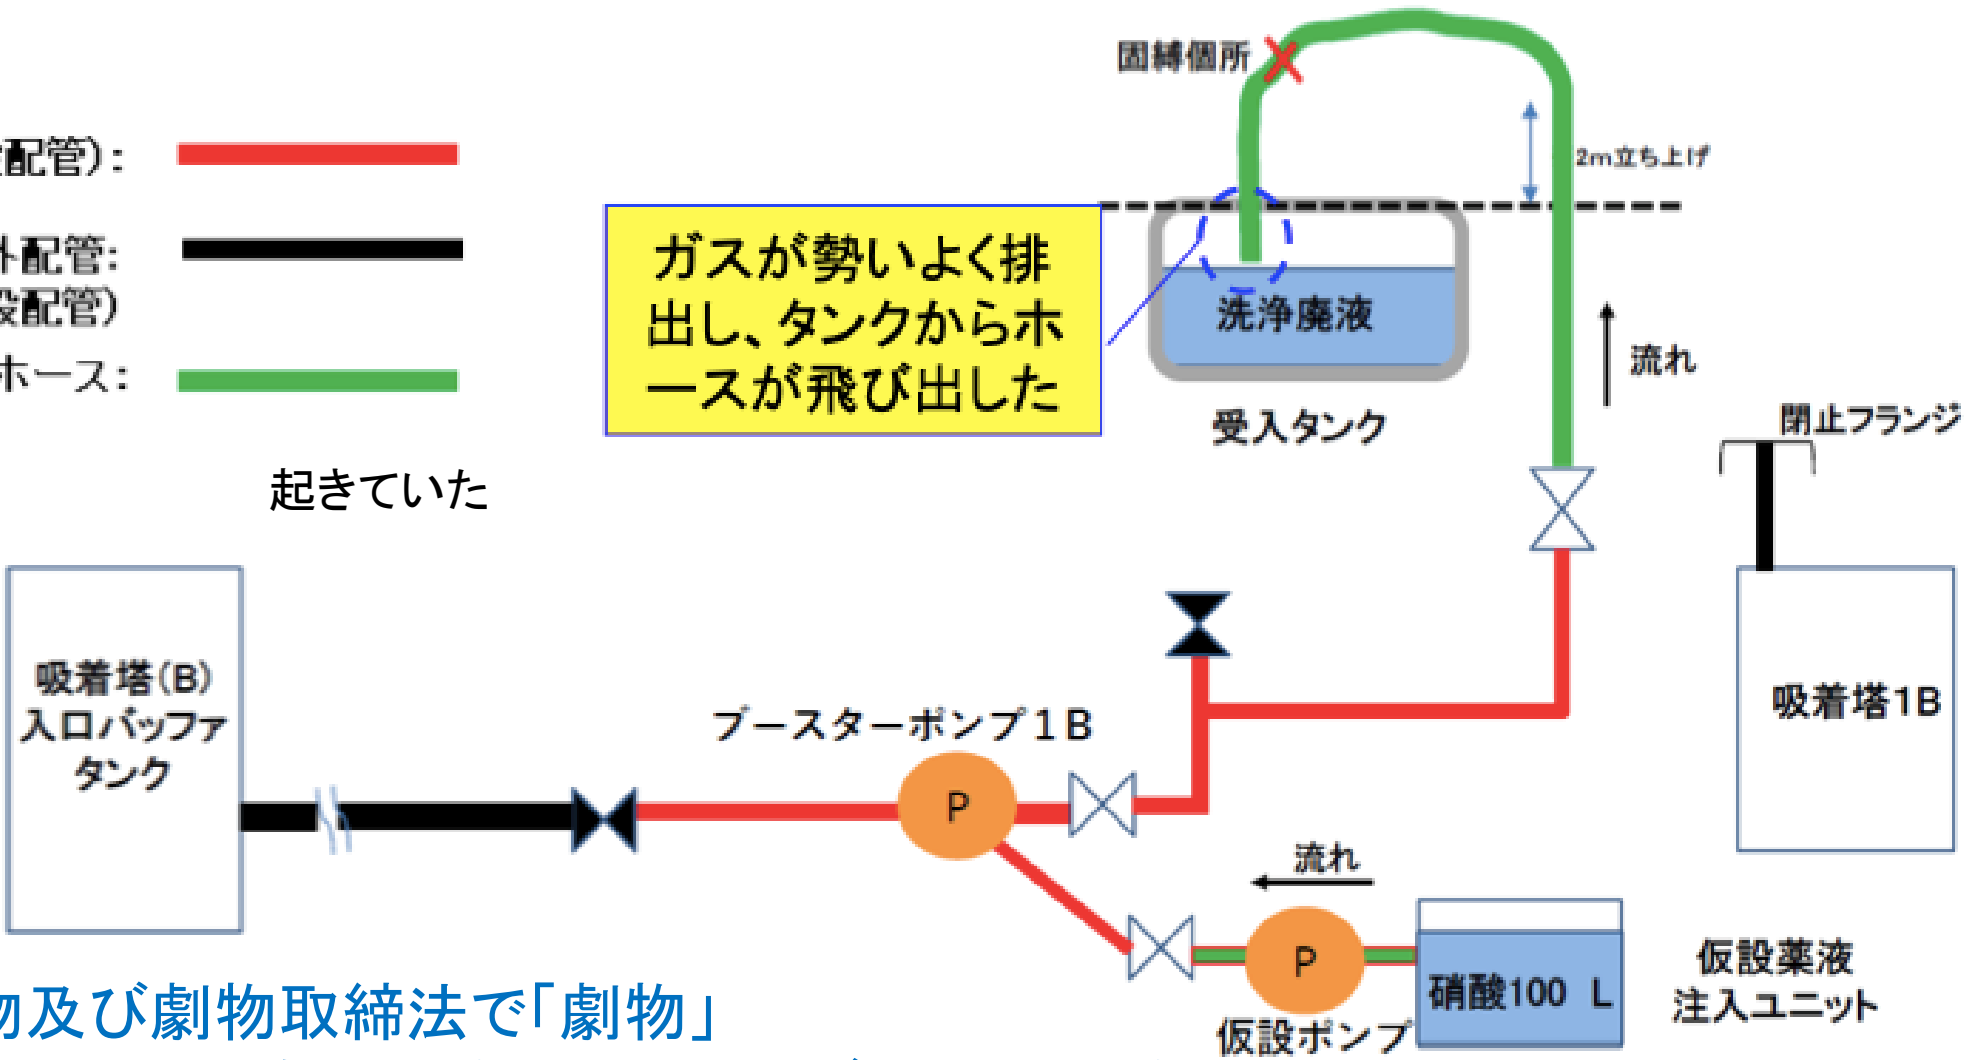 固縛個所
配管）：
2m立ち上げ
外配管：
設配管）
ホース：
ガスが勢いよく排
出し、タンクからホ
ースが飛び出した
洗浄廃液
流れ
受入タンク
閉止フランジ
起きていた
吸着塔（B）
入口バッファ
タンク
ブースターポンプ１B
P
吸着塔１B
流れ
P
硝酸100 L
仮設薬液
注入ユニット
仮設ポンプ
物及び劇物取締法で「劇物」